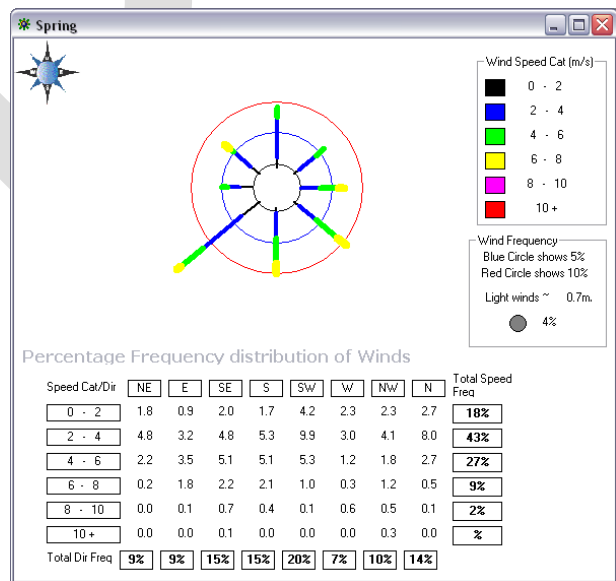 Spring
Wind Speed Cat (m/s)
0 - 2
2 - 4
4 - 6
6 - 8
8 - 10
10 +
Wind Frequency
Blue Circle shows 5%
Red Circle shows 10%
Light winds ~ 0.7m.
4%
Percentage Frequency distribution of Winds
Speed Cat/Dir NE E SE S SW W NW N Total Speed Freq
0 - 2 1.8 0.9 2.0 1.7 4.2 2.3 2.3 2.7 18%
2 - 4 4.8 3.2 4.8 5.3 9.9 3.0 4.1 8.0 43%
4 - 6 2.2 3.5 5.1 5.1 5.3 1.2 1.8 2.7 27%
6 - 8 0.2 1.8 2.2 2.1 1.0 0.3 1.2 0.5 9%
8 - 10 0.0 0.1 0.7 0.4 0.1 0.6 0.5 0.1 2%
10 + 0.0 0.0 0.1 0.0 0.0 0.0 0.3 0.0 %
Total Dir Freq 9% 9% 15% 15% 20% 7% 10% 14%